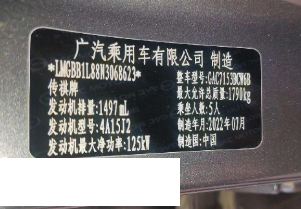 广汽乘用车有限公司 制造
*LMGBB1L88N3068623*
整车型号:GAC7153BCW6B
传祺牌
最大允许总质量:1790kg
发动机排量:1497mL
乘坐人数:5人
发动机型号:4A15J2
制造年月:2022年07月
发动机最大净功率:125kW
制造国:中国